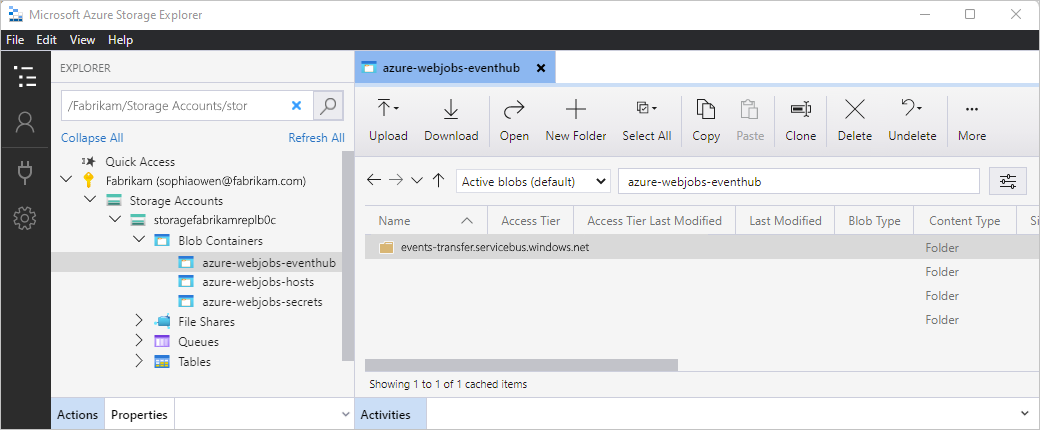 Microsoft Azure Storage Explorer
File Edit View Help
EXPLORER
/Fabrikam/Storage Accounts/stor
Collapse All Refresh All
Quick Access
Fabrikam (sophiaowen@fabrikam.com)
Storage Accounts
storagefabrikamreplb0c
Blob Containers
azure-webjobs-eventhub
azure-webjobs-hosts
azure-webjobs-secrets
File Shares
Queues
Tables
Actions Properties
azure-webjobs-eventhub
Upload Download Open New Folder Select All Copy Paste Clone Delete Undelete More
Active blobs (default) azure-webjobs-eventhub
Name Access Tier Access Tier Last Modified Last Modified Blob Type Content Type Si
events-transfer.servicebus.windows.net Folder
Folder
Folder
Folder
Showing 1 to 1 of 1 cached items
Activities